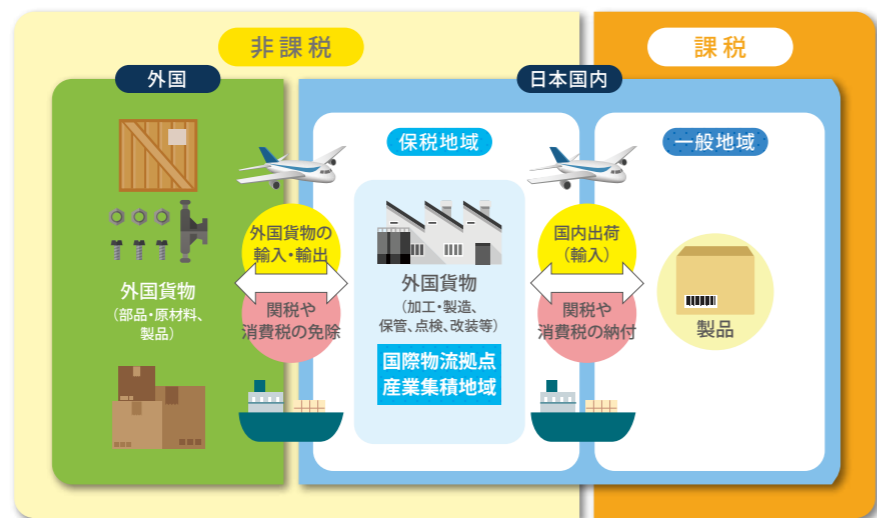 非課税
課税
外国
日本国内
保税地域
一般地域
外国貨物の
輸入・輸出
国内出荷
（輸入）
外国貨物
（部品・原材料、
製品）
関税や
消費税の免除
外国貨物
（加工・製造、
保管、点検、改装等）
国際物流拠点
産業集積地域
関税や
消費税の納付
製品